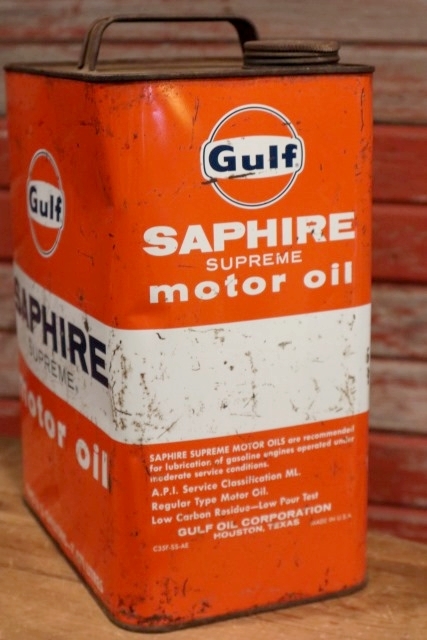 Gulf
SAPHIRE
SUPREME
motor oil
SAPHIRE SUPREME MOTOR OILS are recommended
for lubrication of gasoline engines operated under
moderate service conditions.
A.P.I. Service Classification ML.
Regular Type Motor Oil.
Low Carbon Residue—Low Pour Test
GULF OIL CORPORATION
HOUSTON, TEXAS
MADE IN U.S.A.
Gulf
SAPHIRE
SUPREME
motor oil